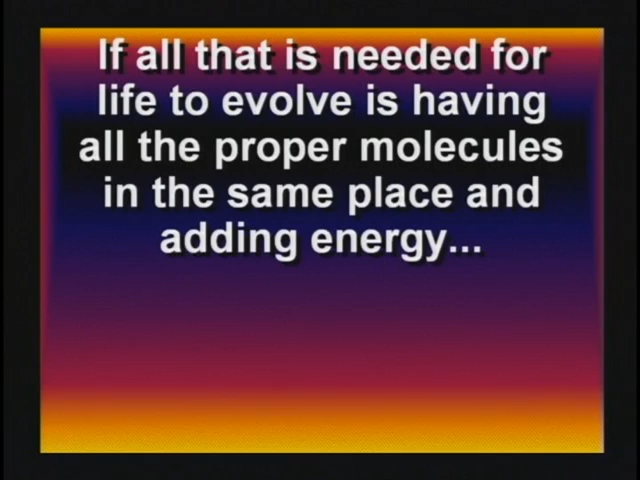 If all that is needed for
life to evolve is having
all the proper molecules
in the same place and
adding energy...